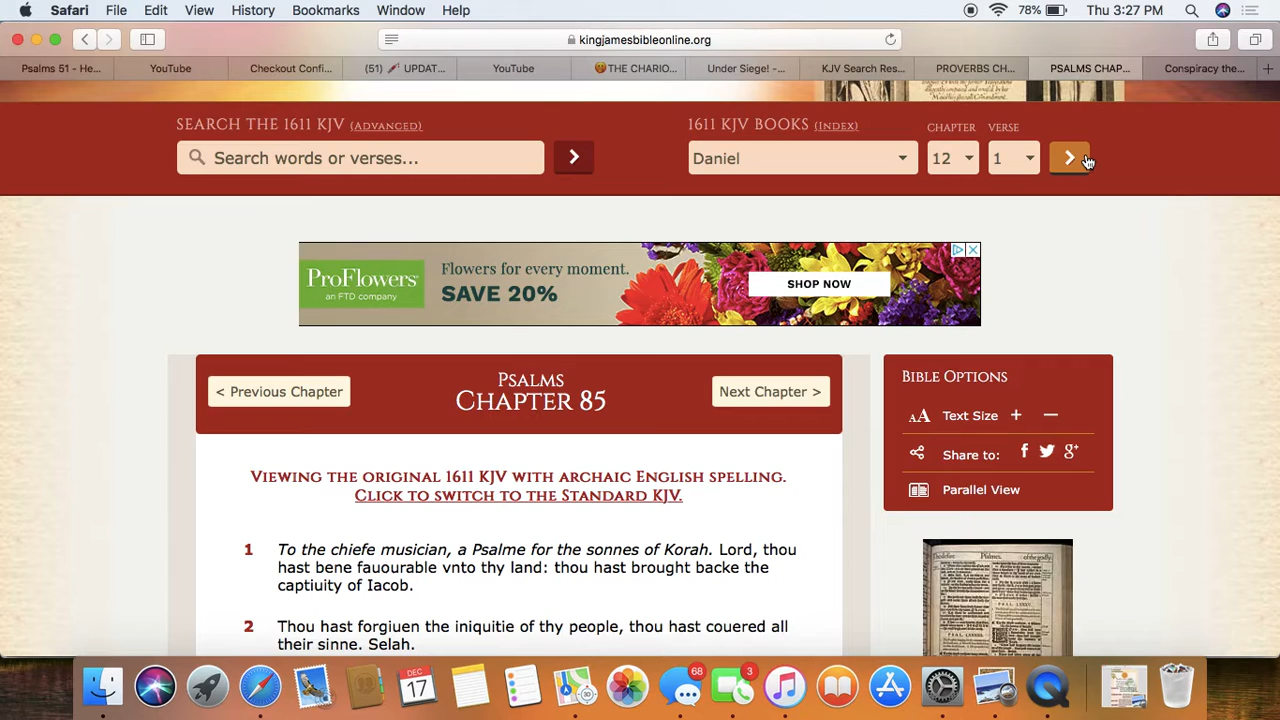 Safari File Edit View History Bookmarks Window Help 78% Thu 3:27 PM
kingjamesbibleonline.org
Psalms 51 - He... YouTube Checkout Confi... (51) UPDAT... YouTube THE CHARIO... Under Siege! -... KJV Search Res... PROVERBS CH... PSALMS CHAP... Conspiracy the...
SEARCH THE 1611 KJV (ADVANCED) 1611 KJV BOOKS (INDEX) CHAPTER VERSE
Search words or verses... Daniel 12 1
ProFlowers an FTD company
Flowers for every moment.
SAVE 20%
SHOP NOW
< Previous Chapter
PSALMS
CHAPTER 85
Next Chapter >
VIEWING THE ORIGINAL 1611 KJV WITH ARCHAIC ENGLISH SPELLING.
CLICK TO SWITCH TO THE STANDARD KJV.
1 To the chiefe musician, a Psalme for the sonnes of Korah. Lord, thou
hast bene fauourable vnto thy land: thou hast brought backe the
captiuity of Iacob.
2 Thou hast forgiuen the iniquitie of thy people, thou hast couered all
their sinne. Selah.
BIBLE OPTIONS
AA Text Size + —
Share to: f g+
Parallel View
DEC
17
68
3